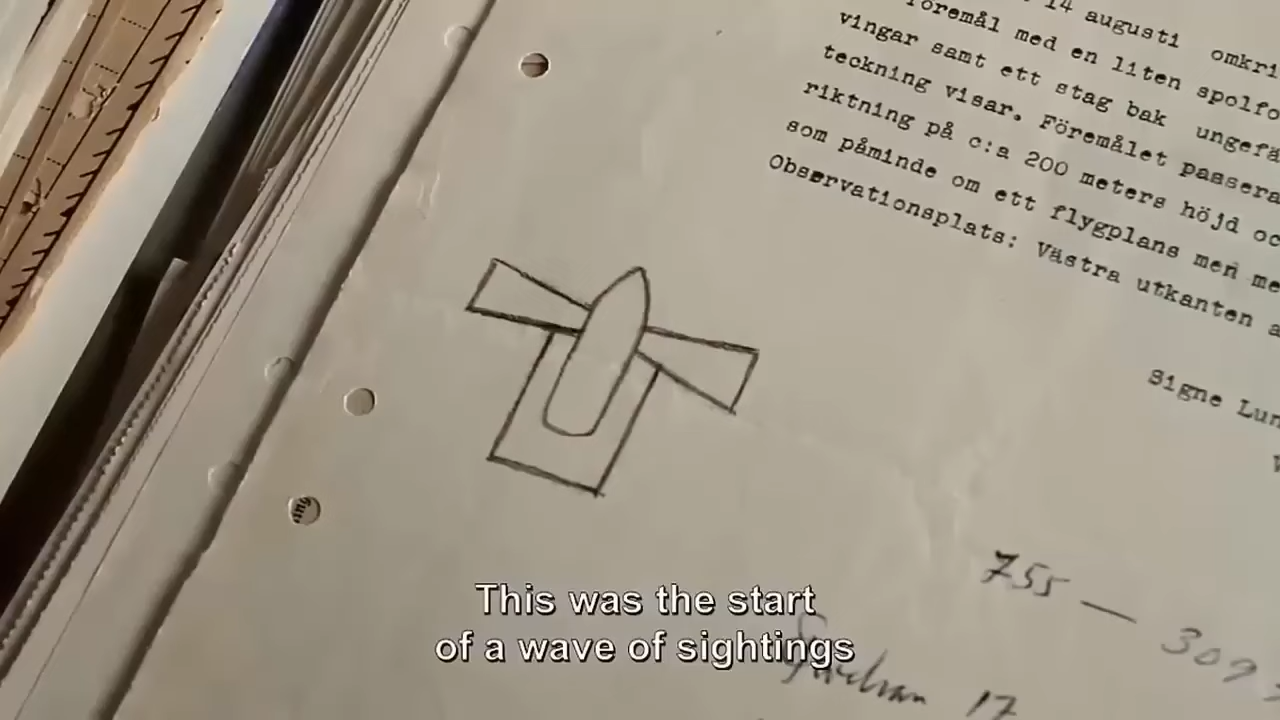 14 augusti omkri
föremål med en liten spolfo
vingar samt ett stag bak ungefä
teckning visar. Föremålet passera
riktning på c:a 200 meters höjd oc
som påminde om ett flygplans men me
Observationsplats: Västra utkanten a
Signe Lun
755 — 309
17
This was the start
of a wave of sightings